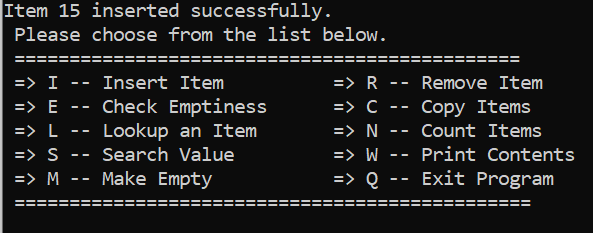 Item 15 inserted successfully.
Please choose from the list below.
==============================================
=> I -- Insert Item          => R -- Remove Item
=> E -- Check Emptiness      => C -- Copy Items
=> L -- Lookup an Item       => N -- Count Items
=> S -- Search Value         => W -- Print Contents
=> M -- Make Empty           => Q -- Exit Program
===============================================